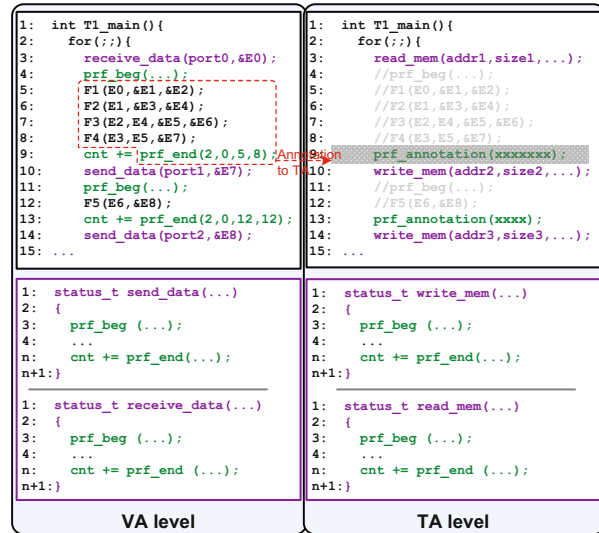 1: int T1_main(){
2: for(;;){
3: receive_data(port0,&E0);
4: prf_beg(...);
5: F1(E0,&E1,&E2);
6: F2(E1,&E3,&E4);
7: F3(E2,E4,&E5,&E6);
8: F4(E3,E5,&E7);
9: cnt += prf_end(2,0,5,8);
10: send_data(port1,&E7);
11: prf_beg(...);
12: F5(E6,&E8);
13: cnt += prf_end(2,0,12,12);
14: send_data(port2,&E8);
15: ...
Annotation
to TA
1: int T1_main(){
2: for(;;){
3: read_mem(addr1,size1,...);
4: //prf_beg(...);
5: //F1(E0,&E1,&E2);
6: //F2(E1,&E3,&E4);
7: //F3(E2,E4,&E5,&E6);
8: //F4(E3,E5,&E7);
9: prf_annotation(xxxxxxx);
10: write_mem(addr2,size2,...);
11: //prf_beg(...);
12: //F5(E6,&E8);
13: prf_annotation(xxxx);
14: write_mem(addr3,size3,...);
15: ...
1: status_t send_data(...)
2: {
3: prf_beg (...);
4: ...
n: cnt += prf_end(...);
n+1:}
1: status_t receive_data(...)
2: {
3: prf_beg (...);
4: ...
n: cnt += prf_end (...);
n+1:}
1: status_t write_mem(...)
2: {
3: prf_beg (...);
4: ...
n: cnt += prf_end(...);
n+1:}
1: status_t read_mem(...)
2: {
3: prf_beg (...);
4: ...
n: cnt += prf_end (...);
n+1:}
VA level
TA level